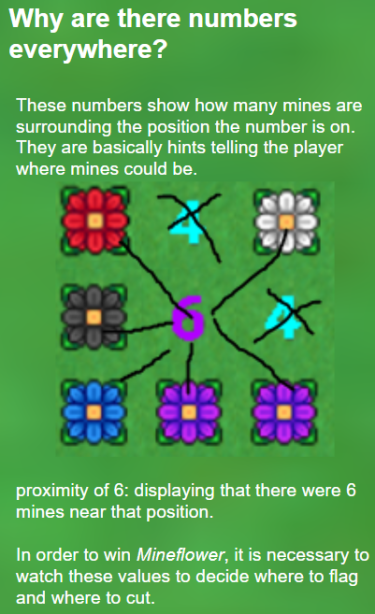 Why are there numbers
everywhere?
These numbers show how many mines are
surrounding the position the number is on.
They are basically hints telling the player
where mines could be.
4
6
4
proximity of 6: displaying that there were 6
mines near that position.
In order to win Mineflower, it is necessary to
watch these values to decide where to flag
and where to cut.